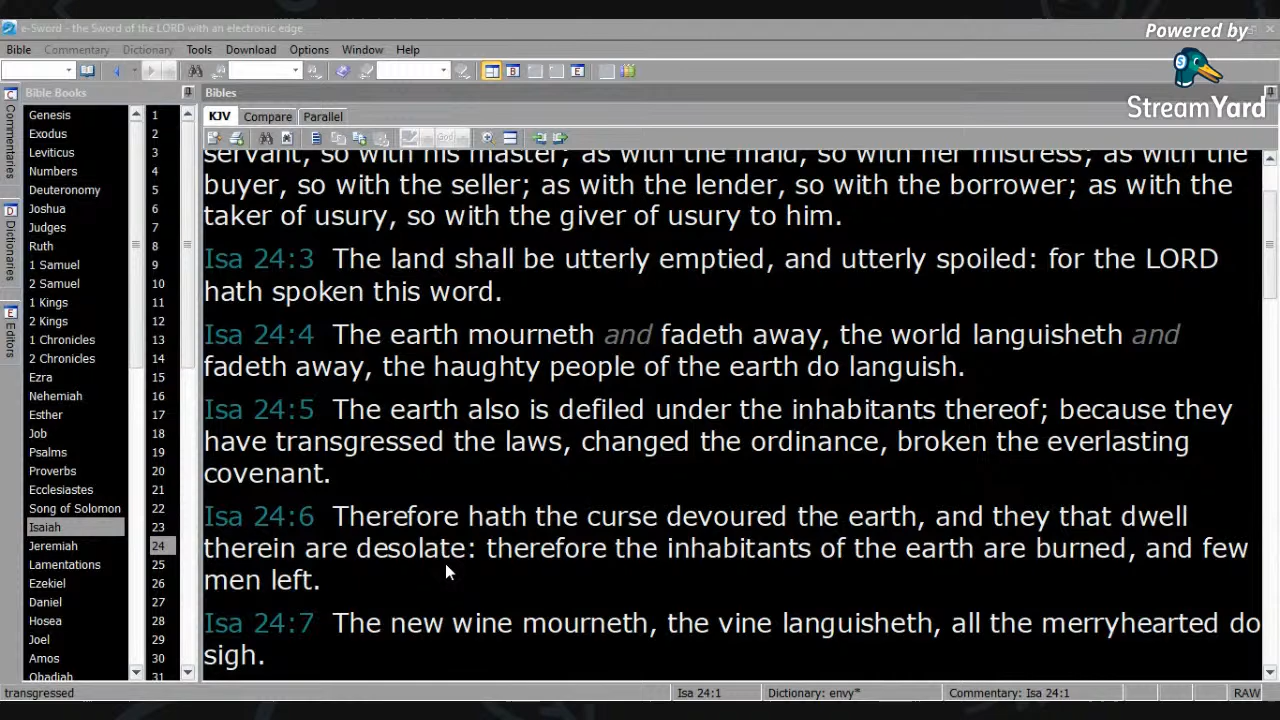 e-Sword - the Sword of the LORD with an electronic edge
Powered by
StreamYard
Bible Commentary Dictionary Tools Download Options Window Help
Bible Books
Bibles
KJV Compare Parallel
Commentaries
Dictionaries
Editors
Genesis 1
Exodus 2
Leviticus 3
Numbers 4
Deuteronomy 5
Joshua 6
Judges 7
Ruth 8
1 Samuel 9
2 Samuel 10
1 Kings 11
2 Kings 12
1 Chronicles 13
2 Chronicles 14
Ezra 15
Nehemiah 16
Esther 17
Job 18
Psalms 19
Proverbs 20
Ecclesiastes 21
Song of Solomon 22
Isaiah 23
Jeremiah 24
Lamentations 25
Ezekiel 26
Daniel 27
Hosea 28
Joel 29
Amos 30
Obadiah 31
servant, so with his master; as with the maid, so with her mistress; as with the
buyer, so with the seller; as with the lender, so with the borrower; as with the
taker of usury, so with the giver of usury to him.
Isa 24:3 The land shall be utterly emptied, and utterly spoiled: for the LORD
hath spoken this word.
Isa 24:4 The earth mourneth and fadeth away, the world languisheth and
fadeth away, the haughty people of the earth do languish.
Isa 24:5 The earth also is defiled under the inhabitants thereof; because they
have transgressed the laws, changed the ordinance, broken the everlasting
covenant.
Isa 24:6 Therefore hath the curse devoured the earth, and they that dwell
therein are desolate: therefore the inhabitants of the earth are burned, and few
men left.
Isa 24:7 The new wine mourneth, the vine languisheth, all the merryhearted do
sigh.
transgressed Isa 24:1 Dictionary: envy* Commentary: Isa 24:1 RAW